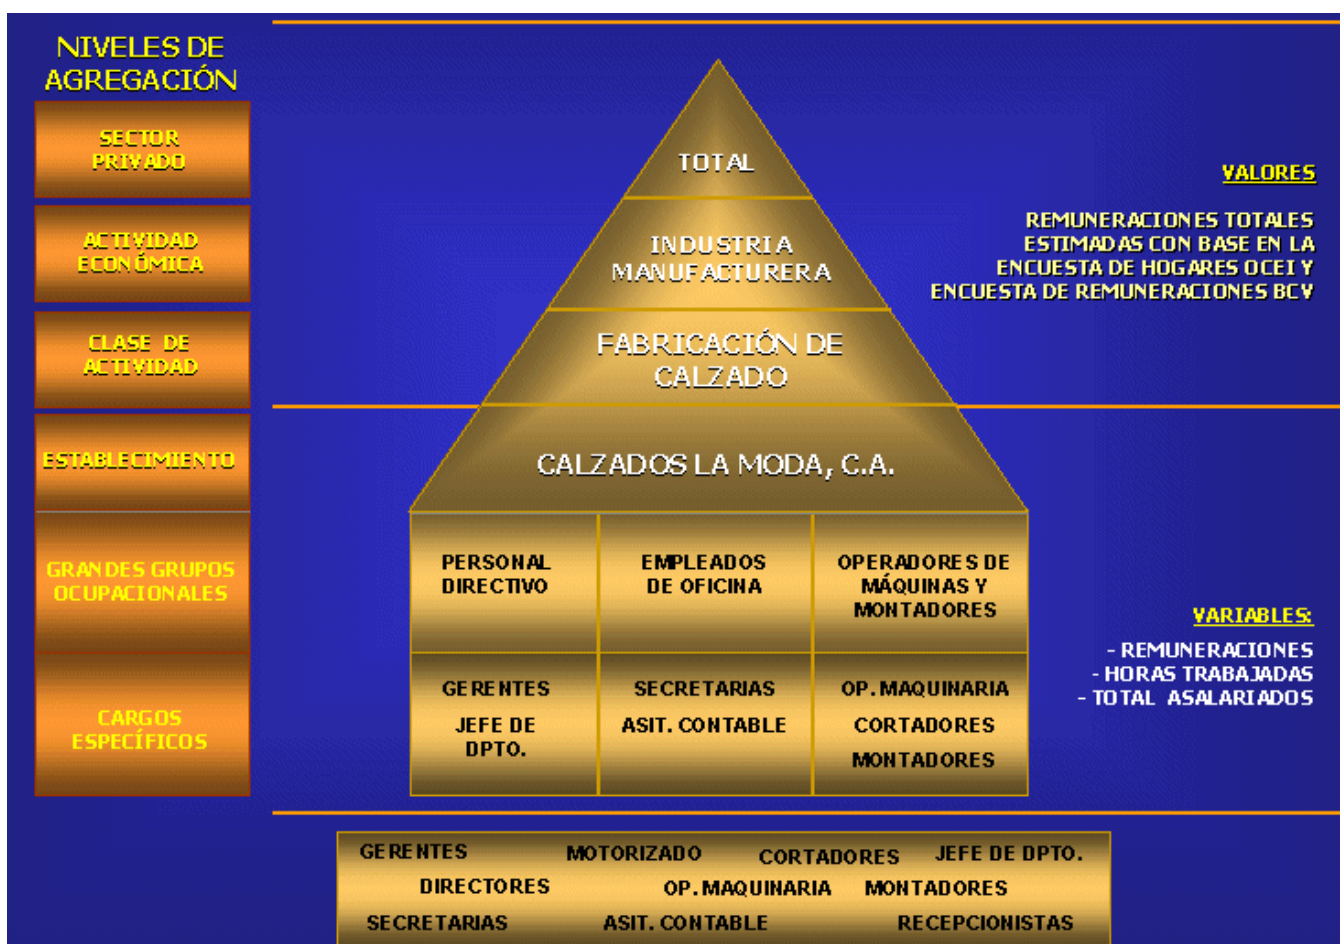 NIVELES DE
AGREGACIÓN
SECTOR
PRIVADO
TOTAL
VALORES
ACTIVIDAD
ECONÓMICA
INDUSTRIA
MANUFACTURERA
REMUNERACIONES TOTALES
ESTIMADAS CON BASE EN LA
ENCUESTA DE HOGARES OCEI Y
ENCUESTA DE REMUNERACIONES BCV
CLASE DE
ACTIVIDAD
FABRICACIÓN DE
CALZADO
ESTABLECIMIENTO
CALZADOS LA MODA, C.A.
GRANDES GRUPOS
OCUPACIONALES
PERSONAL
DIRECTIVO
EMPLEADOS
DE OFICINA
OPERADORES DE
MÁQUINAS Y
MONTADORES
VARIABLES:
- REMUNERACIONES
- HORAS TRABAJADAS
- TOTAL ASALARIADOS
CARGOS
ESPECÍFICOS
GERENTES
JEFE DE
DPTO.
SECRETARIAS
ASIT. CONTABLE
OP. MAQUINARIA
CORTADORES
MONTADORES
GERENTES MOTORIZADO CORTADORES JEFE DE DPTO.
DIRECTORES OP. MAQUINARIA MONTADORES
SECRETARIAS ASIT. CONTABLE RECEPCIONISTAS